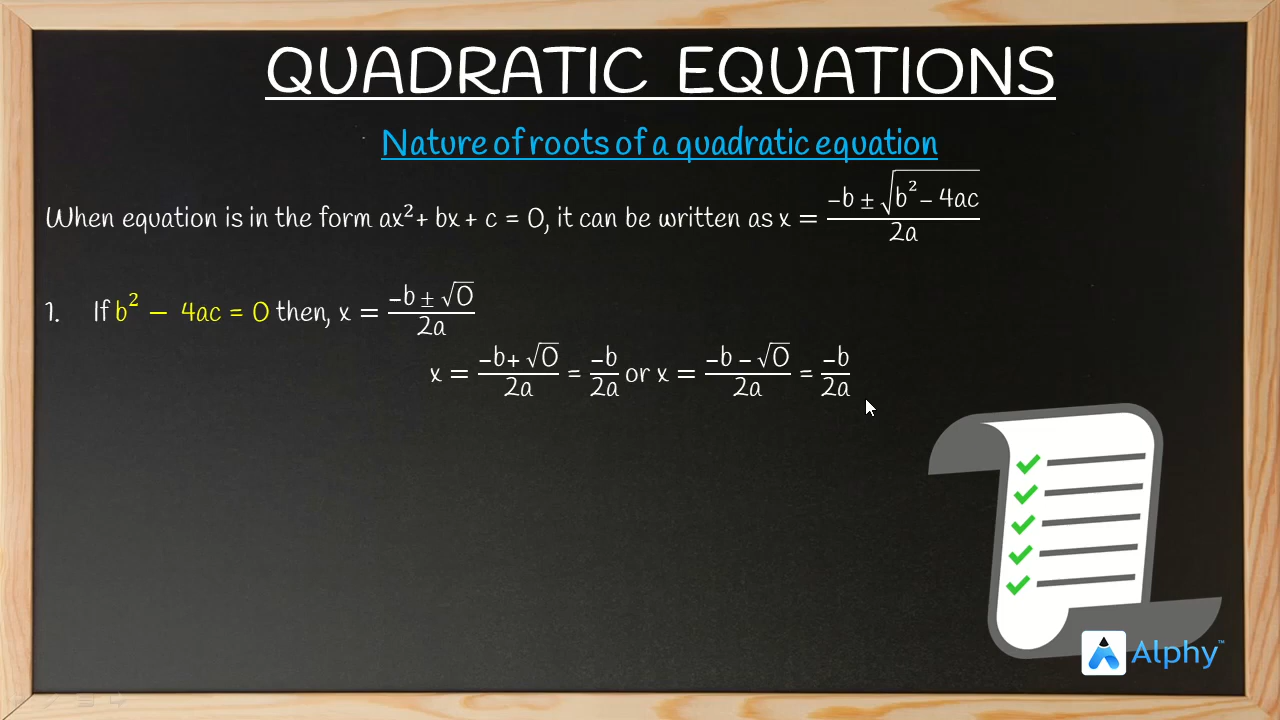 QUADRATIC EQUATIONS
Nature of roots of a quadratic equation
When equation is in the form ax² + bx + c = 0, it can be written as x = (−b ± √(b² − 4ac))/(2a)
1. If b² − 4ac = 0 then, x = (−b ± √0)/(2a)
x = (−b + √0)/(2a) = (−b)/(2a) or x = (−b − √0)/(2a) = (−b)/(2a)
Alphy™